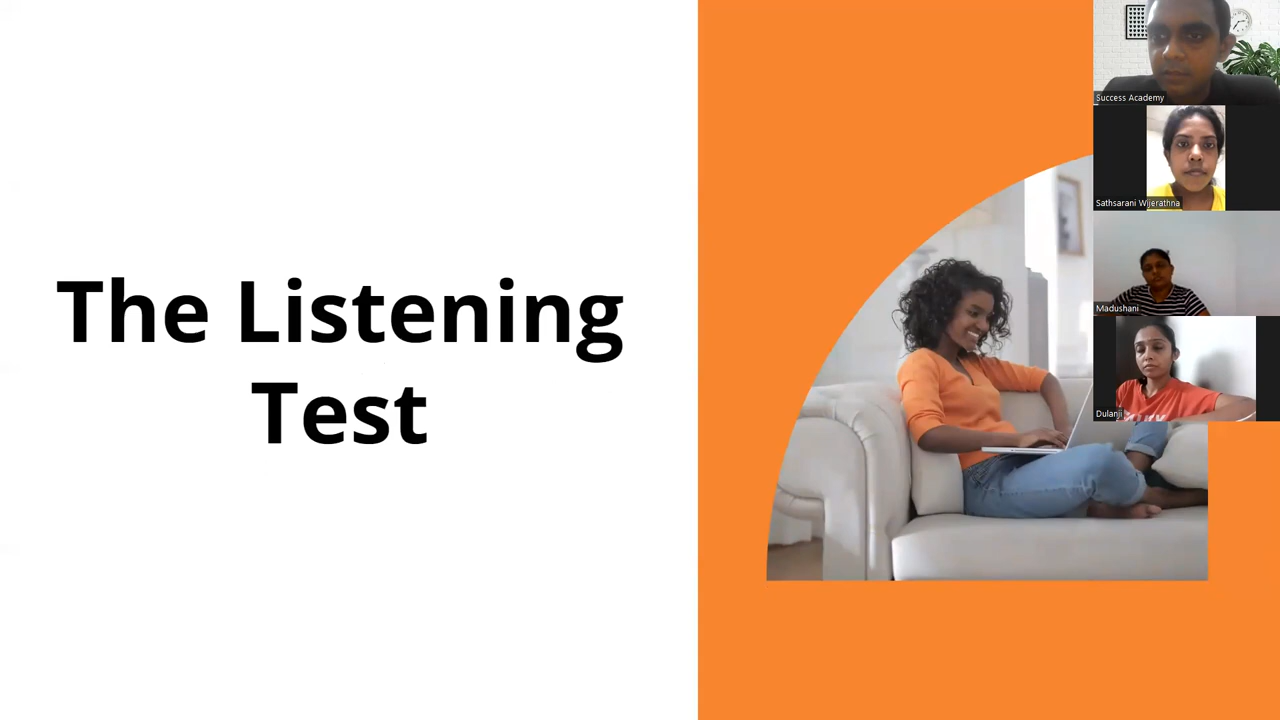 The Listening
Test
Success Academy
Sathsarani Wijerathna
Madushani
Dulanji